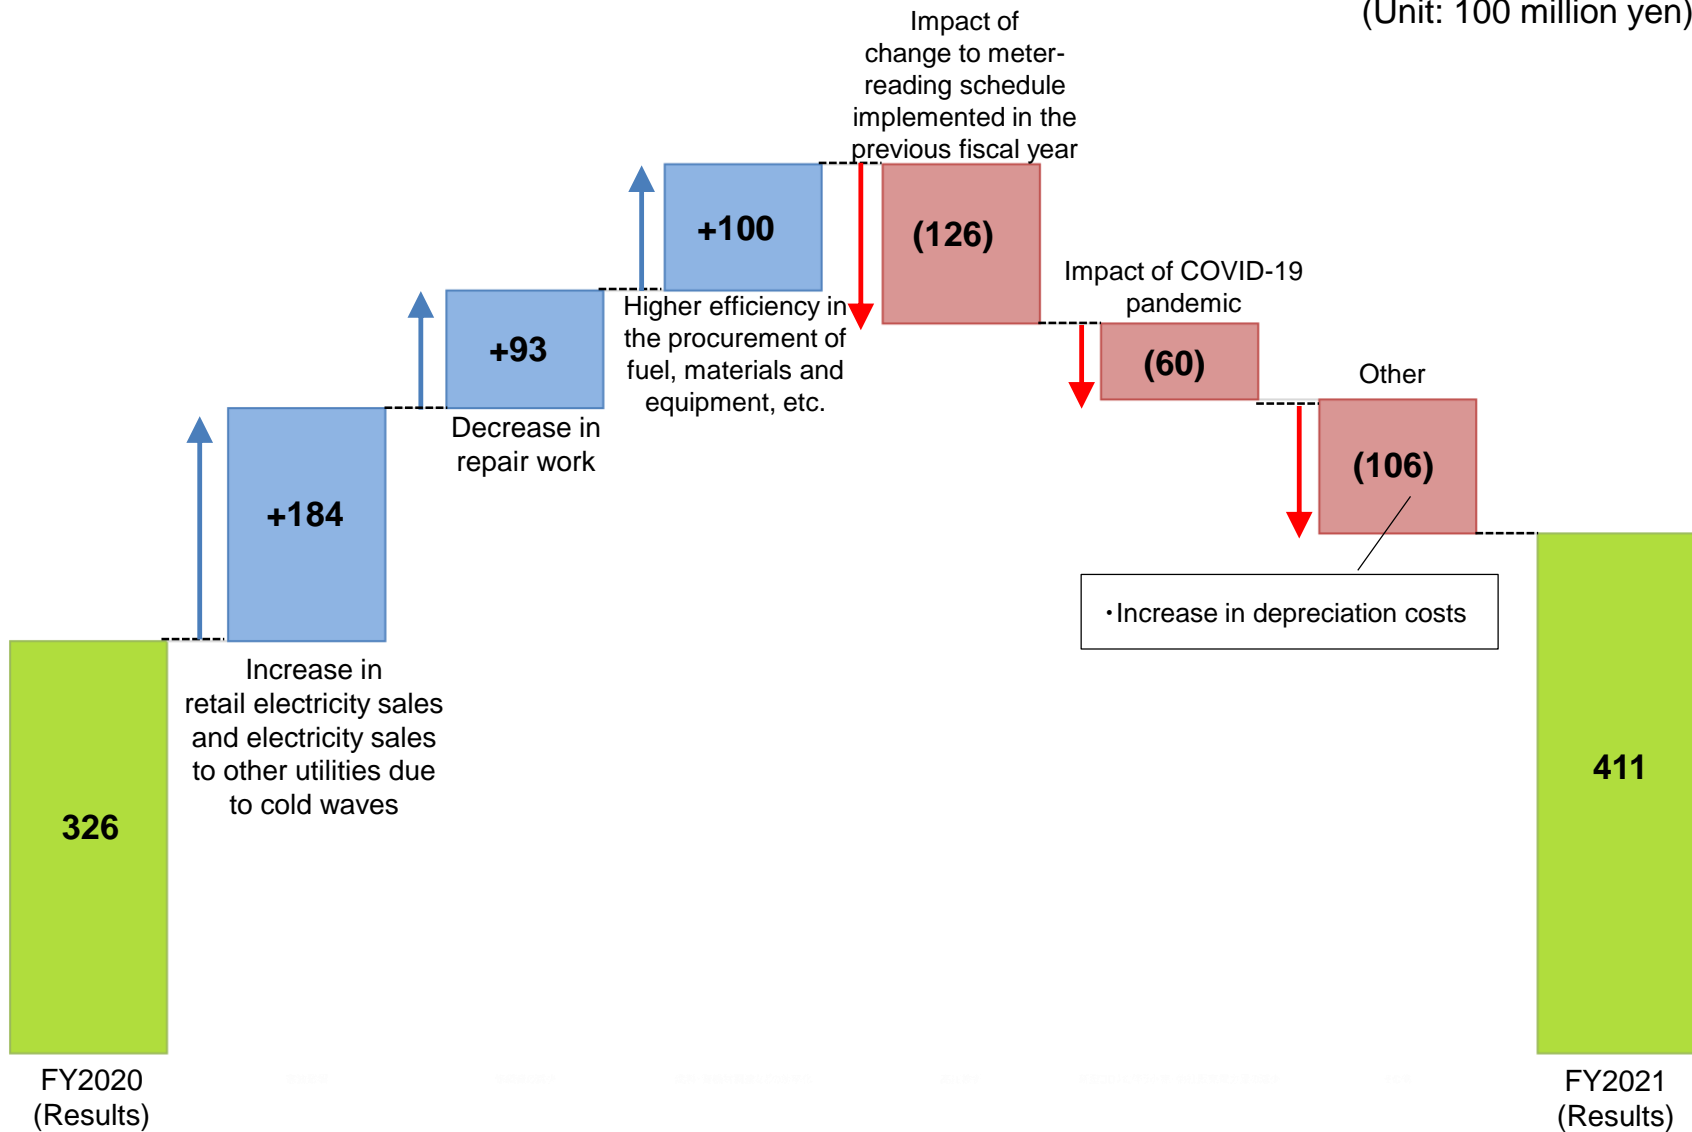 (Unit: 100 million yen)
Impact of
change to meter-
reading schedule
implemented in the
previous fiscal year
+100
(126)
Impact of COVID-19
pandemic
Higher efficiency in
the procurement of
fuel, materials and
equipment, etc.
+93
(60)
Other
Decrease in
repair work
(106)
+184
・Increase in depreciation costs
Increase in
retail electricity sales
and electricity sales
to other utilities due
to cold waves
326
411
FY2020
(Results)
FY2021
(Results)